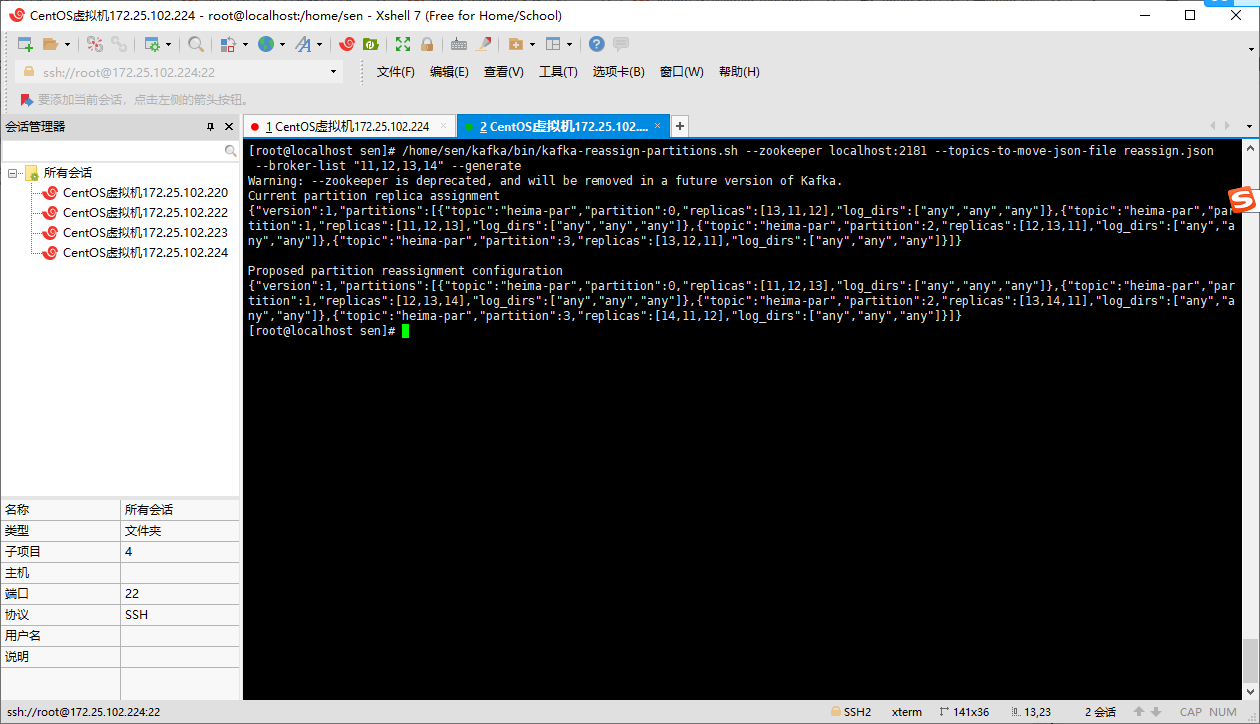 CentOS虚拟机172.25.102.224 - root@localhost:/home/sen - Xshell 7 (Free for Home/School)
ssh://root@172.25.102.224:22
文件(F) 编辑(E) 查看(V) 工具(T) 选项卡(B) 窗口(W) 帮助(H)
要添加当前会话，点击左侧的箭头按钮。
会话管理器
1 CentOS虚拟机172.25.102.224
2 CentOS虚拟机172.25.102....
所有会话
CentOS虚拟机172.25.102.220
CentOS虚拟机172.25.102.222
CentOS虚拟机172.25.102.223
CentOS虚拟机172.25.102.224
[root@localhost sen]# /home/sen/kafka/bin/kafka-reassign-partitions.sh --zookeeper localhost:2181 --topics-to-move-json-file reassign.json
--broker-list "11,12,13,14" --generate
Warning: --zookeeper is deprecated, and will be removed in a future version of Kafka.
Current partition replica assignment
{"version":1,"partitions":[{"topic":"heima-par","partition":0,"replicas":[13,11,12],"log_dirs":["any","any","any"]},{"topic":"heima-par","par
tition":1,"replicas":[11,12,13],"log_dirs":["any","any","any"]},{"topic":"heima-par","partition":2,"replicas":[12,13,11],"log_dirs":["any","a
ny","any"]},{"topic":"heima-par","partition":3,"replicas":[13,12,11],"log_dirs":["any","any","any"]}]}
Proposed partition reassignment configuration
{"version":1,"partitions":[{"topic":"heima-par","partition":0,"replicas":[11,12,13],"log_dirs":["any","any","any"]},{"topic":"heima-par","par
tition":1,"replicas":[12,13,14],"log_dirs":["any","any","any"]},{"topic":"heima-par","partition":2,"replicas":[13,14,11],"log_dirs":["any","a
ny","any"]},{"topic":"heima-par","partition":3,"replicas":[14,11,12],"log_dirs":["any","any","any"]}]}
[root@localhost sen]#
名称 所有会话
类型 文件夹
子项目 4
主机
端口 22
协议 SSH
用户名
说明
ssh://root@172.25.102.224:22
SSH2 xterm 141x36 13,23 2 会话 CAP NUM